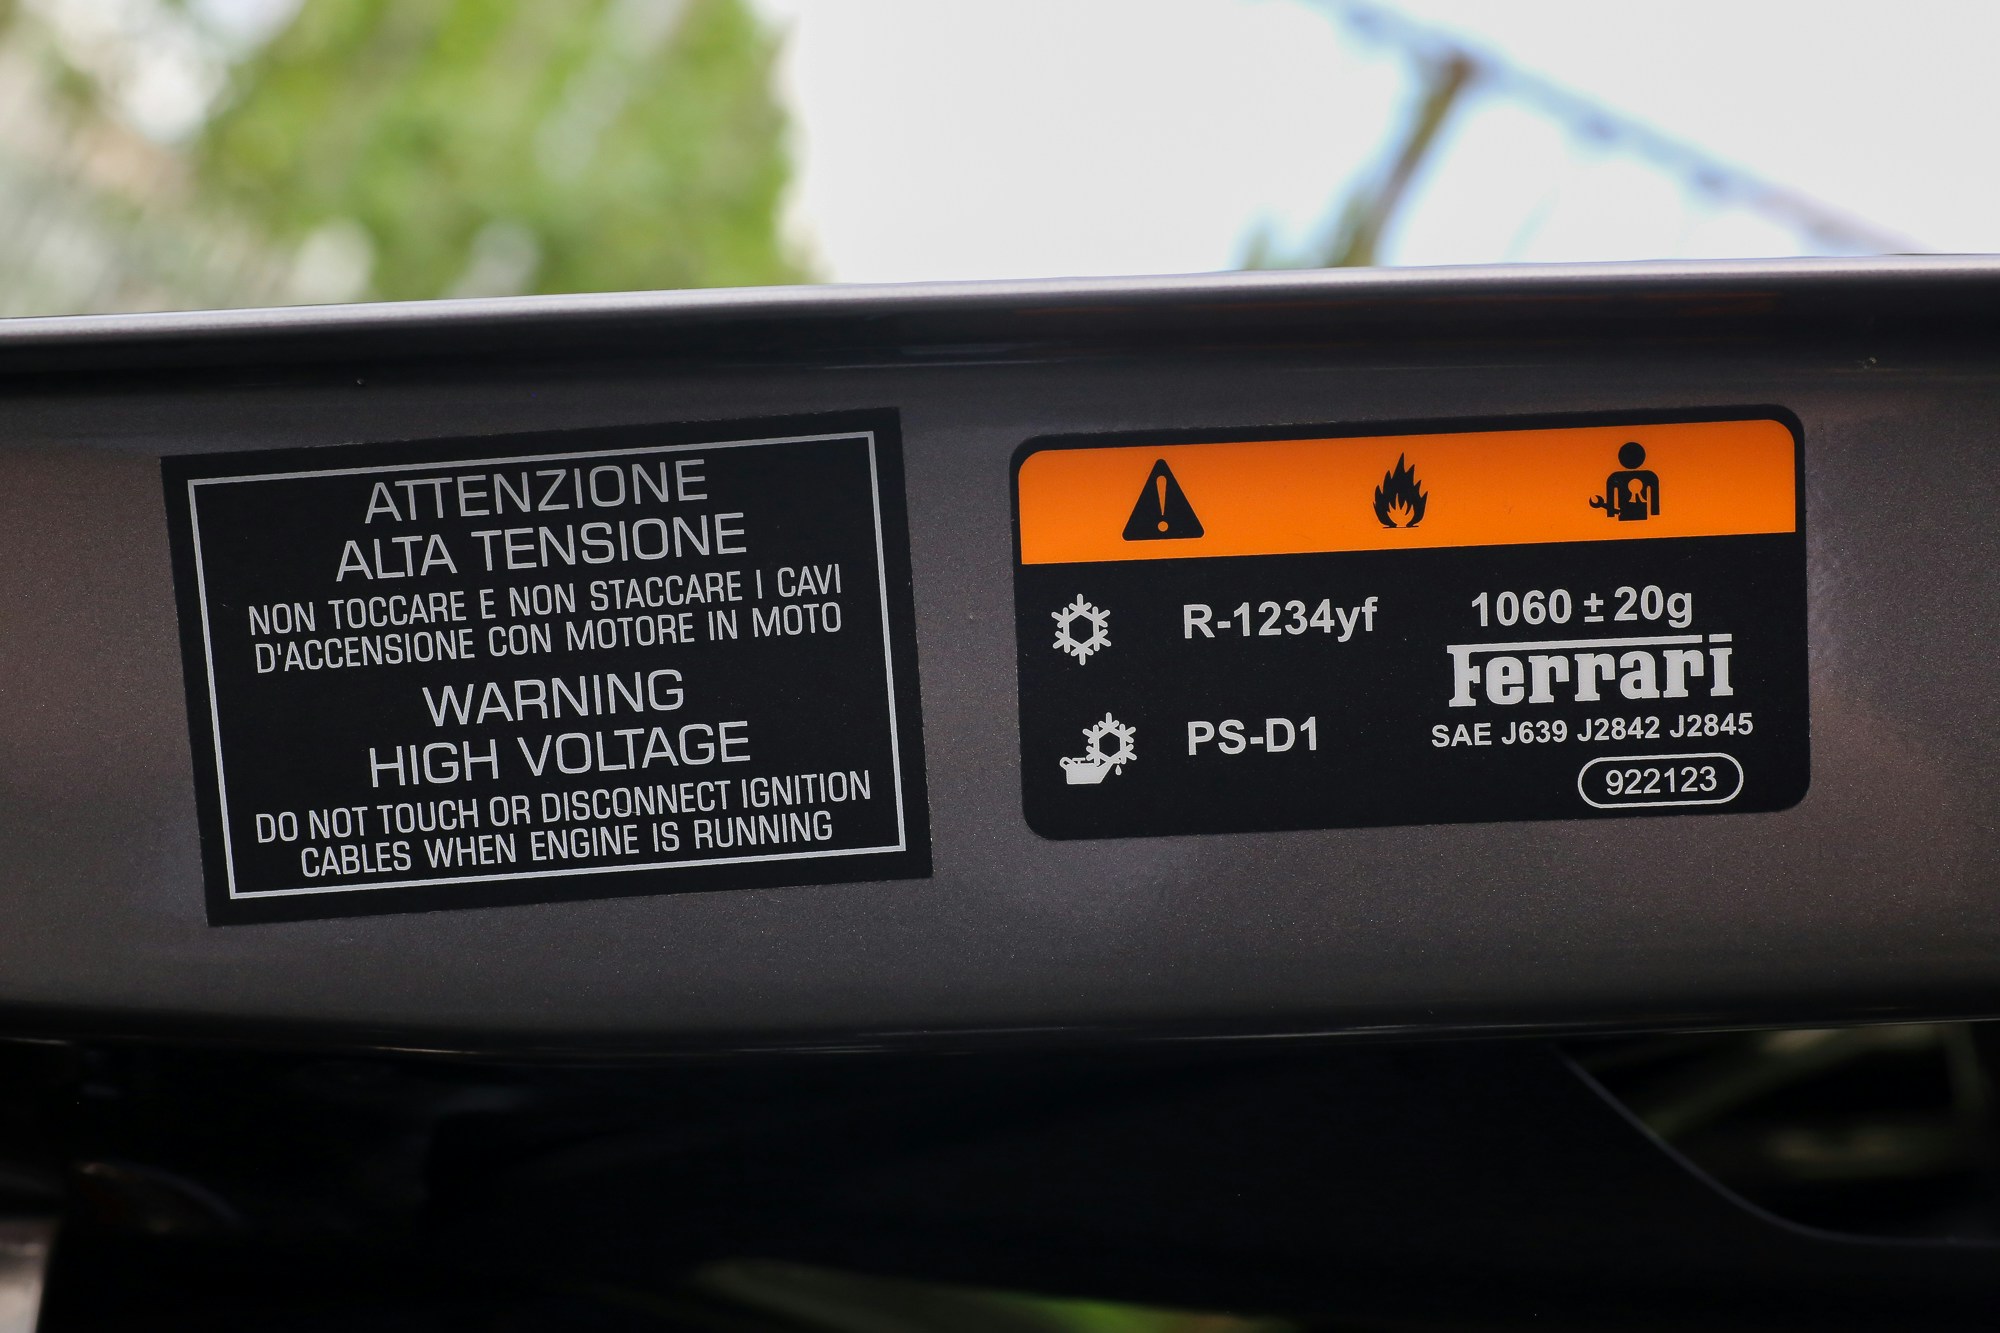 ATTENZIONE
ALTA TENSIONE
NON TOCCARE E NON STACCARE I CAVI
D'ACCENSIONE CON MOTORE IN MOTO
WARNING
HIGH VOLTAGE
DO NOT TOUCH OR DISCONNECT IGNITION
CABLES WHEN ENGINE IS RUNNING
R-1234yf 1060 ± 20g
Ferrari
PS-D1 SAE J639 J2842 J2845
922123